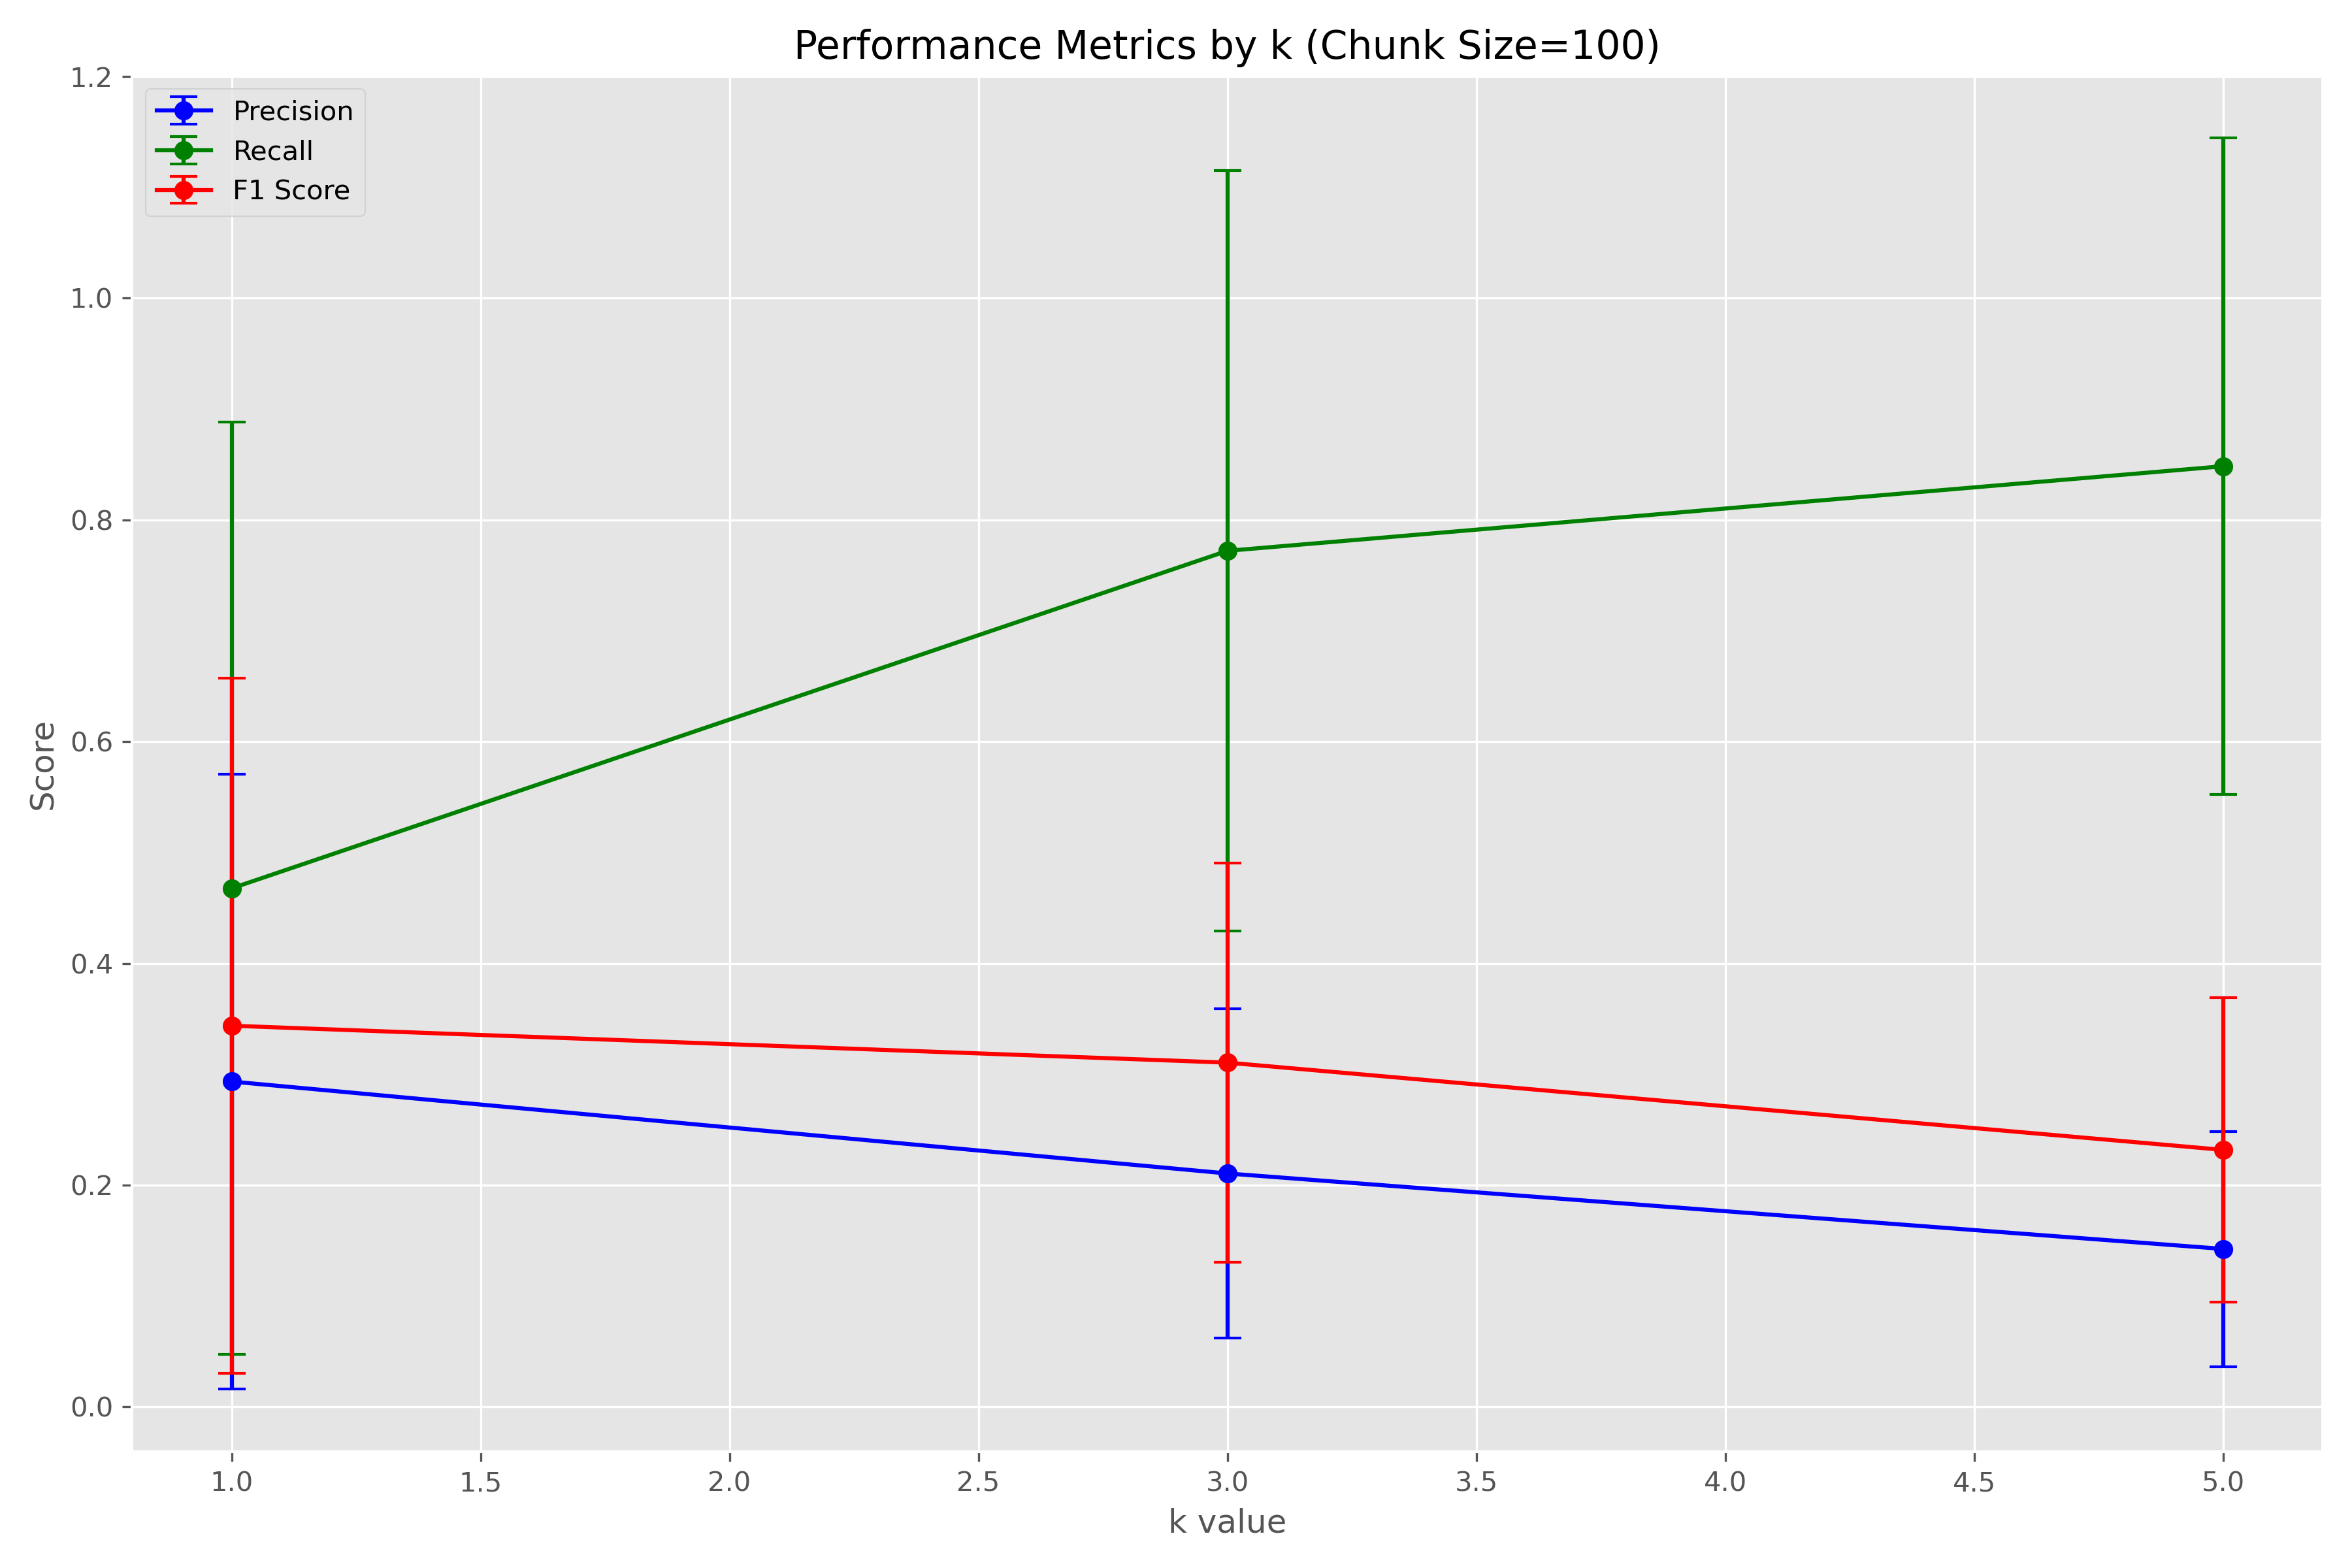 Performance Metrics by k (Chunk Size=100)
Precision
Recall
F1 Score
Score
1.2
1.0
0.8
0.6
0.4
0.2
0.0
1.0 1.5 2.0 2.5 3.0 3.5 4.0 4.5 5.0
k value